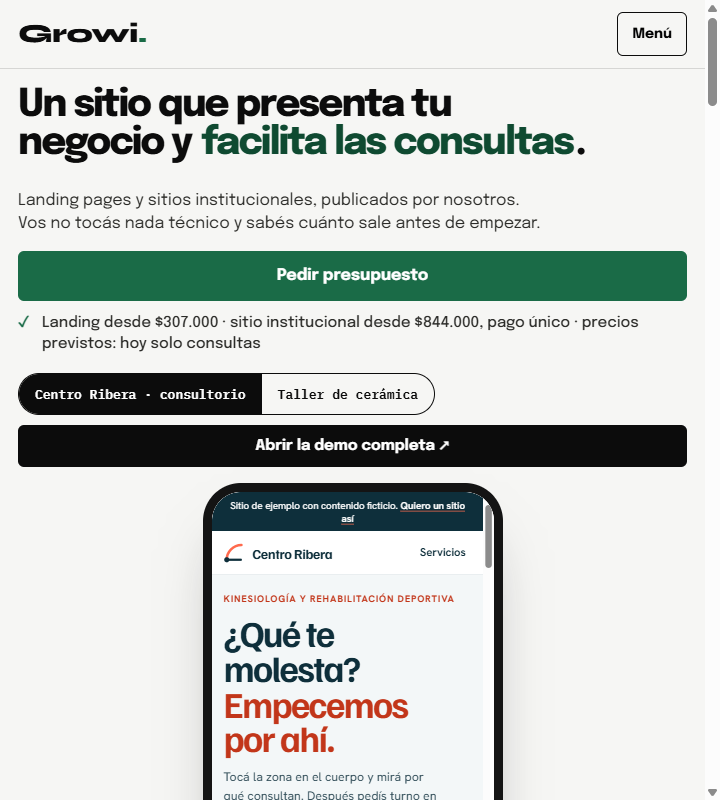 Growi.
Menú
Un sitio que presenta tu
negocio y facilita las consultas.
Landing pages y sitios institucionales, publicados por nosotros.
Vos no tocás nada técnico y sabés cuánto sale antes de empezar.
Pedir presupuesto
✓ Landing desde $307.000 · sitio institucional desde $844.000, pago único · precios
previstos: hoy solo consultas
Centro Ribera · consultorio
Taller de cerámica
Abrir la demo completa ↗
Sitio de ejemplo con contenido ficticio. Quiero un sitio
así
Centro Ribera
Servicios
KINESIOLOGÍA Y REHABILITACIÓN DEPORTIVA
¿Qué te
molesta?
Empecemos
por ahí.
Tocá la zona en el cuerpo y mirá por
qué consultan. Después pedís turno en